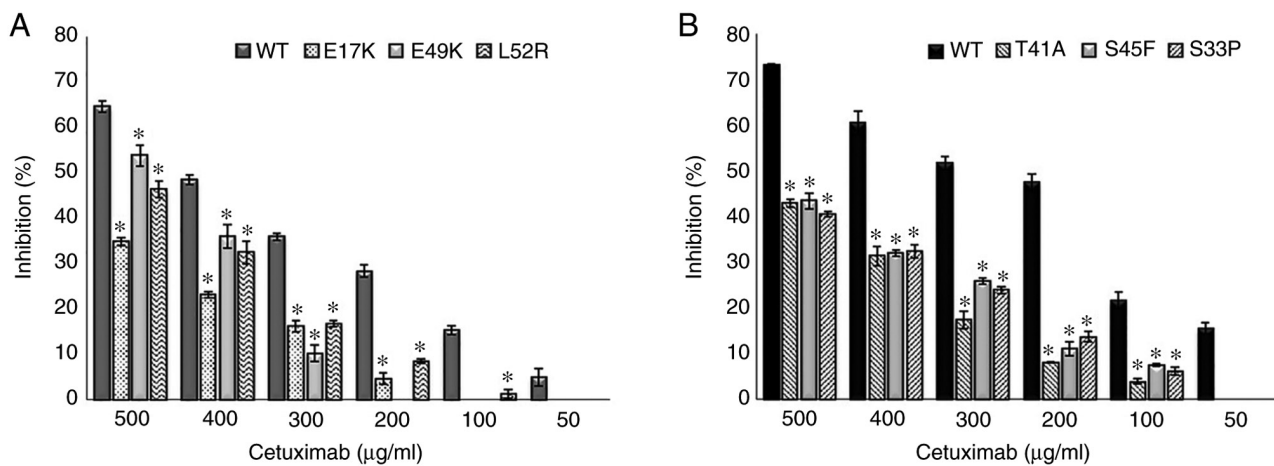 A
WT E17K E49K L52R
Inhibition (%)
80
70
60
50
40
30
20
10
0
* * *
* * *
* * *
* *
*
500 400 300 200 100 50
Cetuximab (µg/ml)
B
WT T41A S45F S33P
Inhibition (%)
80
70
60
50
40
30
20
10
0
* * *
* * *
* * *
* * *
* * *
500 400 300 200 100 50
Cetuximab (µg/ml)